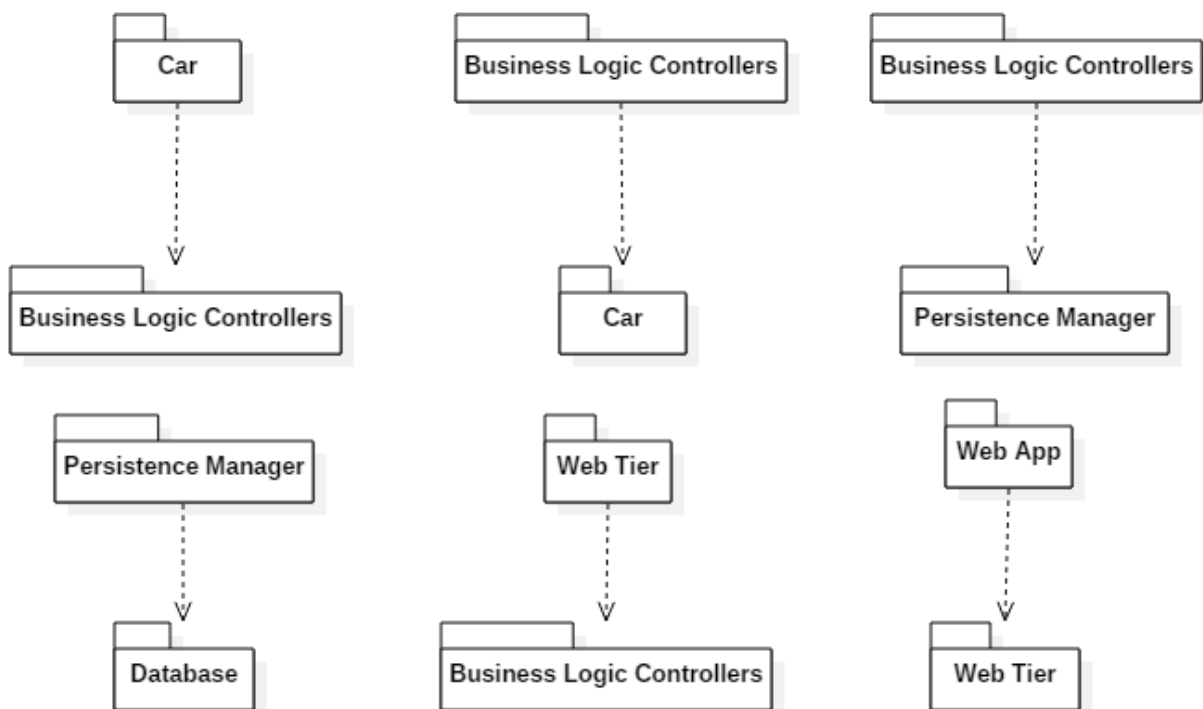 Car
Business Logic Controllers
Business Logic Controllers
Business Logic Controllers
Car
Persistence Manager
Persistence Manager
Web Tier
Web App
Database
Business Logic Controllers
Web Tier